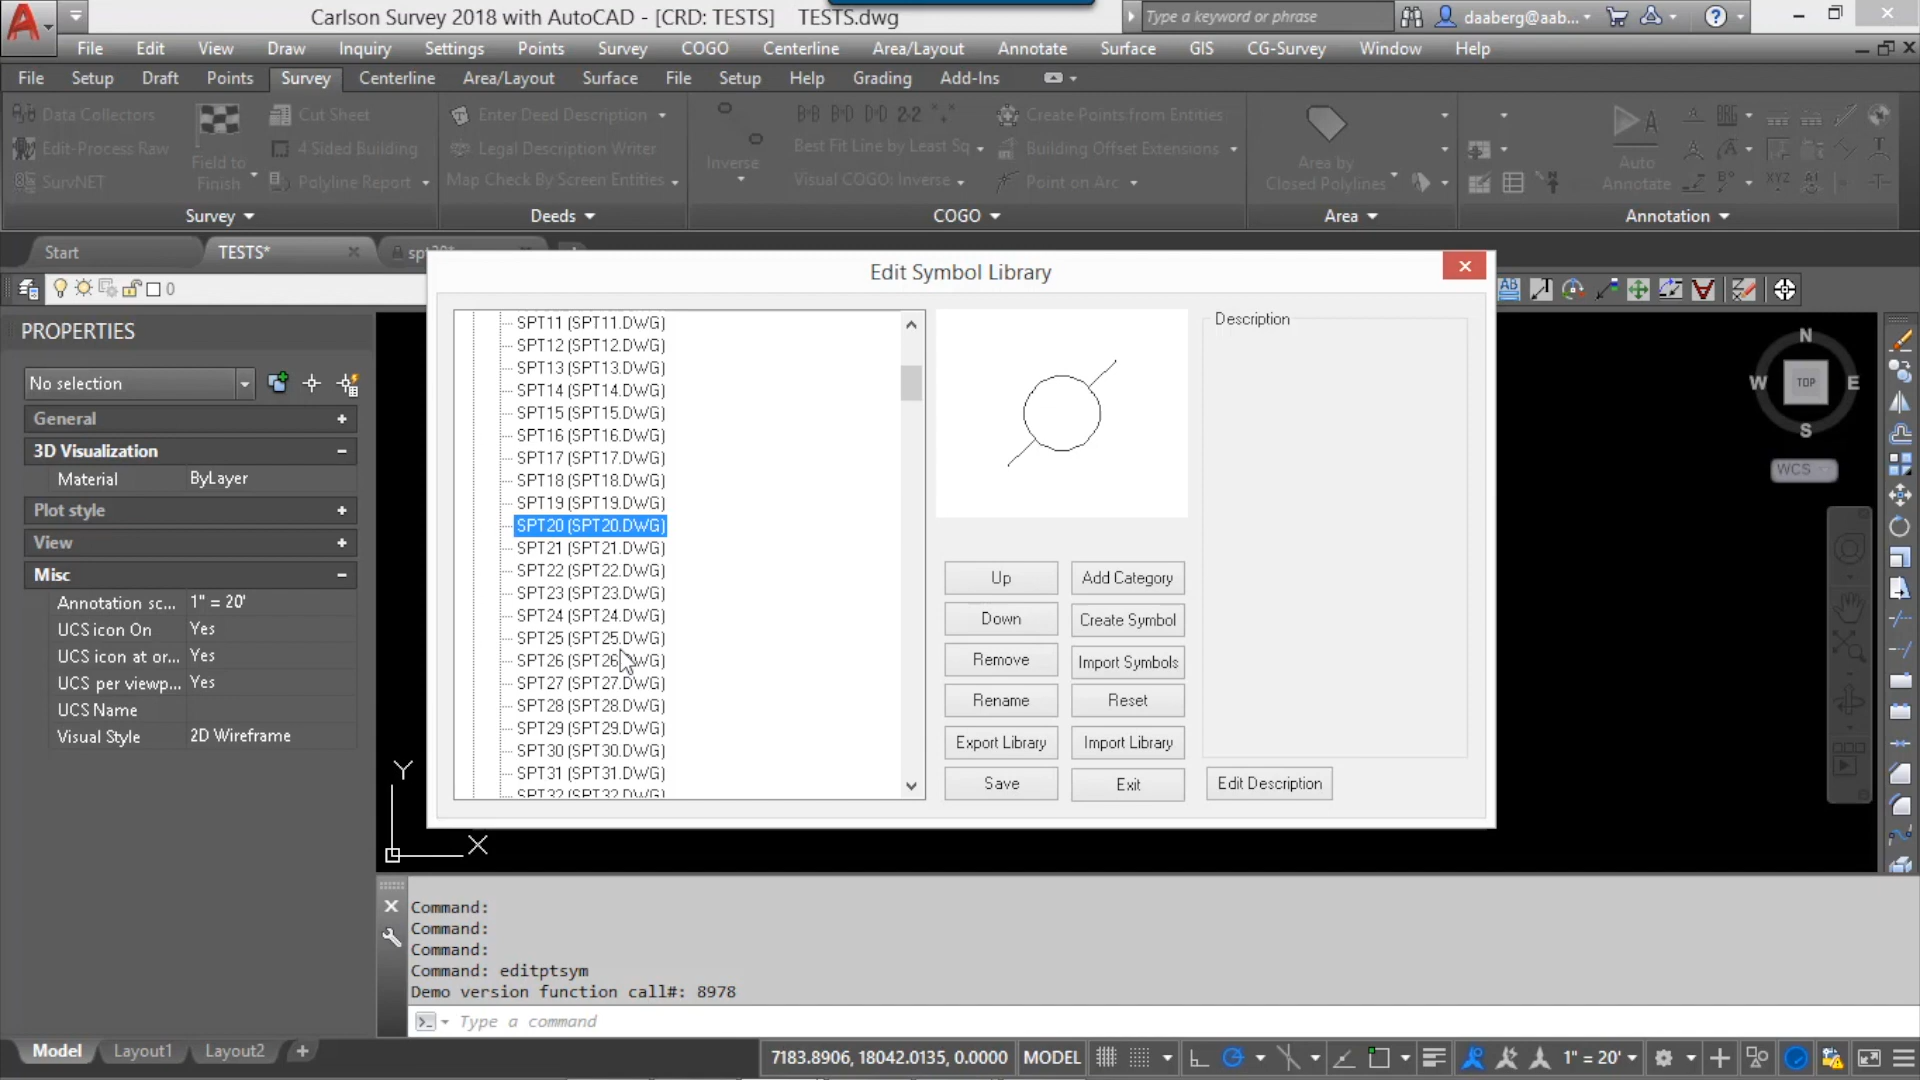 Carlson Survey 2018 with AutoCAD - [CRD: TESTS] TESTS.dwg
Type a keyword or phrase
daaberg@aab...
File Edit View Draw Inquiry Settings Points Survey COGO Centerline Area/Layout Annotate Surface GIS CG-Survey Window Help
File Setup Draft Points Survey Centerline Area/Layout Surface File Setup Help Grading Add-Ins
Data Collectors
Edit-Process Raw
SurvNET
Field to
Finish
Cut Sheet
4 Sided Building
Polyline Report
Enter Deed Description
Legal Description Writer
Map Check By Screen Entities
Inverse
Best Fit Line by Least Sq
Visual COGO: Inverse
Create Points from Entities
Building Offset Extensions
Point on Arc
Area by
Closed Polylines
Auto
Annotate
Survey
Deeds
COGO
Area
Annotation
Start
TESTS*
0
PROPERTIES
No selection
General
3D Visualization
Material ByLayer
Plot style
View
Misc
Annotation sc... 1" = 20'
UCS icon On Yes
UCS icon at or... Yes
UCS per viewp... Yes
UCS Name
Visual Style 2D Wireframe
Edit Symbol Library
SPT11 (SPT11.DWG)
SPT12 (SPT12.DWG)
SPT13 (SPT13.DWG)
SPT14 (SPT14.DWG)
SPT15 (SPT15.DWG)
SPT16 (SPT16.DWG)
SPT17 (SPT17.DWG)
SPT18 (SPT18.DWG)
SPT19 (SPT19.DWG)
SPT20 (SPT20.DWG)
SPT21 (SPT21.DWG)
SPT22 (SPT22.DWG)
SPT23 (SPT23.DWG)
SPT24 (SPT24.DWG)
SPT25 (SPT25.DWG)
SPT26 (SPT26.DWG)
SPT27 (SPT27.DWG)
SPT28 (SPT28.DWG)
SPT29 (SPT29.DWG)
SPT30 (SPT30.DWG)
SPT31 (SPT31.DWG)
SPT32 (SPT32.DWG)
Description
Up
Add Category
Down
Create Symbol
Remove
Import Symbols
Rename
Reset
Export Library
Import Library
Save
Exit
Edit Description
N
W TOP E
S
WCS
Y
X
Command:
Command:
Command:
Command: editptsym
Demo version function call#: 8978
Type a command
Model Layout1 Layout2
7183.8906, 18042.0135, 0.0000 MODEL
1" = 20'